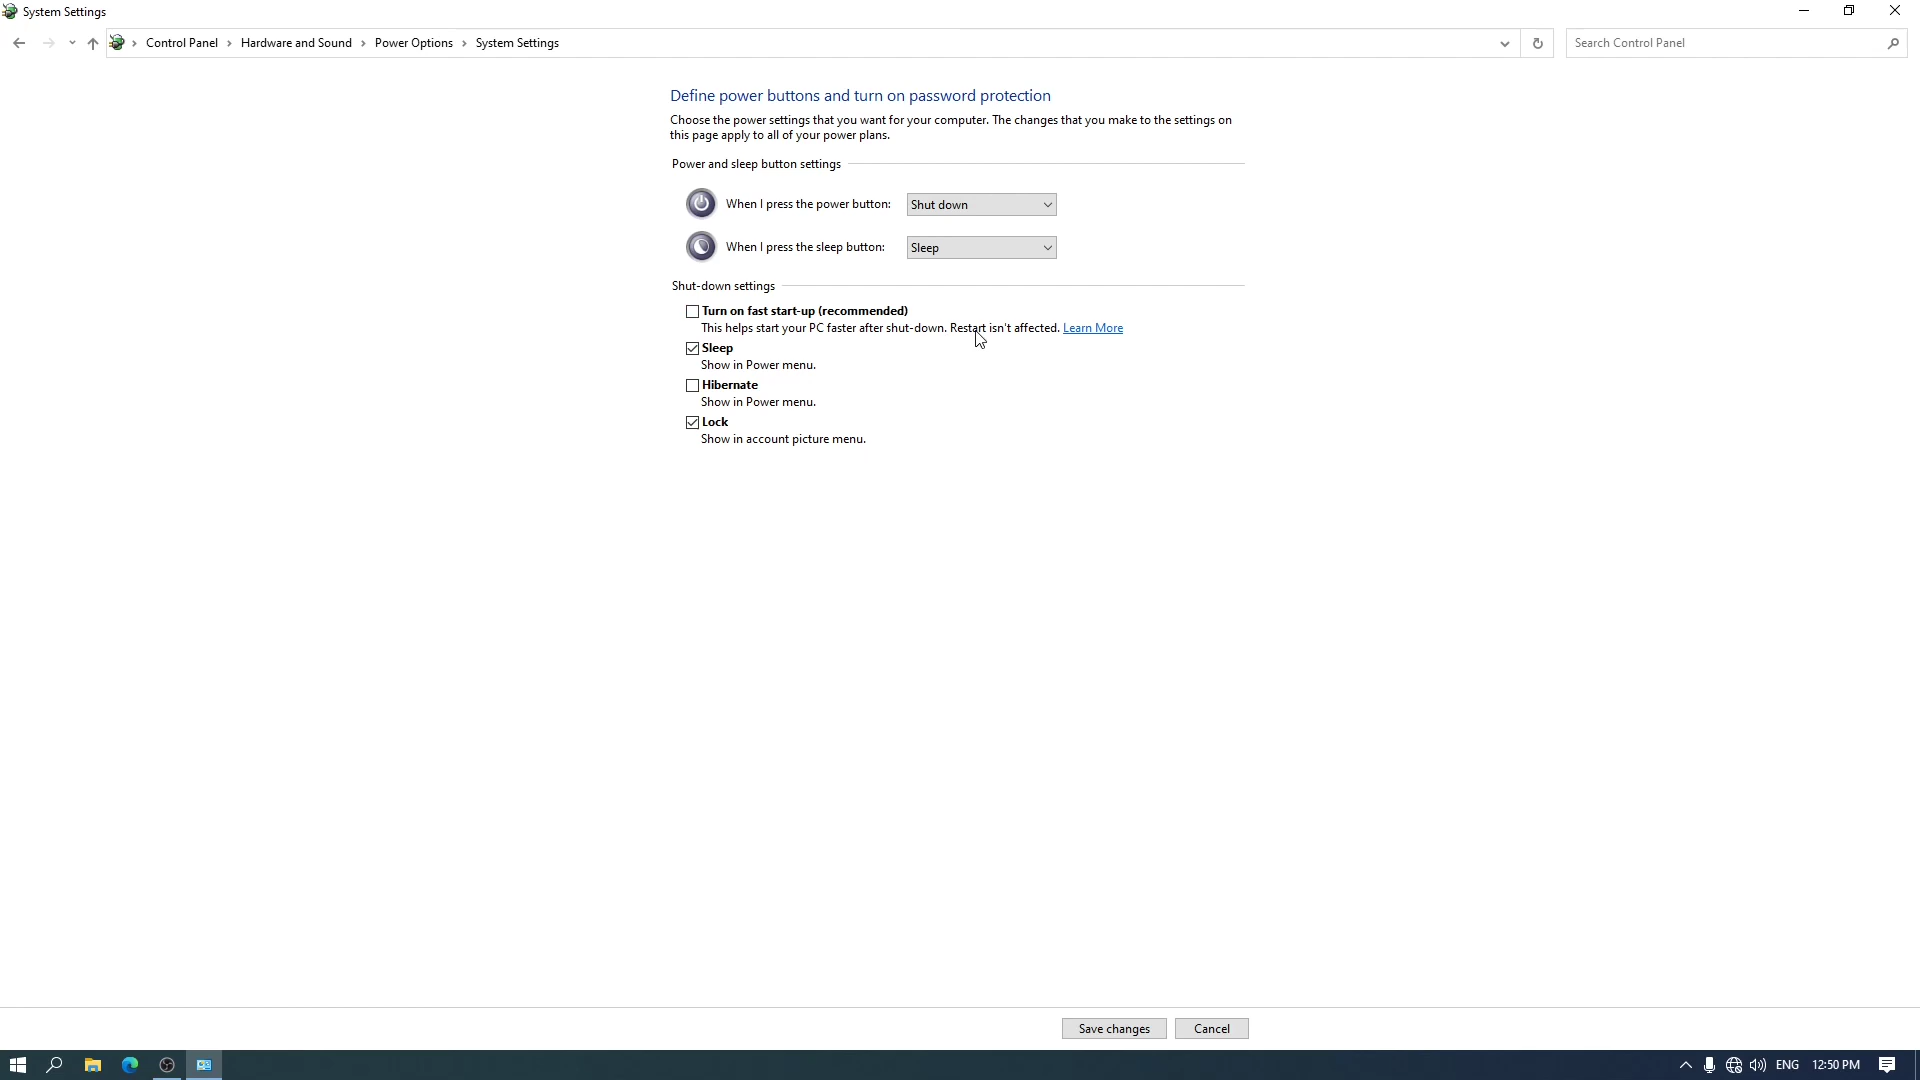 System Settings
Control Panel > Hardware and Sound > Power Options > System Settings
Search Control Panel
Define power buttons and turn on password protection
Choose the power settings that you want for your computer. The changes that you make to the settings on
this page apply to all of your power plans.
Power and sleep button settings
When I press the power button: Shut down
When I press the sleep button: Sleep
Shut-down settings
Turn on fast start-up (recommended)
This helps start your PC faster after shut-down. Restart isn't affected. Learn More
Sleep
Show in Power menu.
Hibernate
Show in Power menu.
Lock
Show in account picture menu.
Save changes Cancel
ENG 12:50 PM